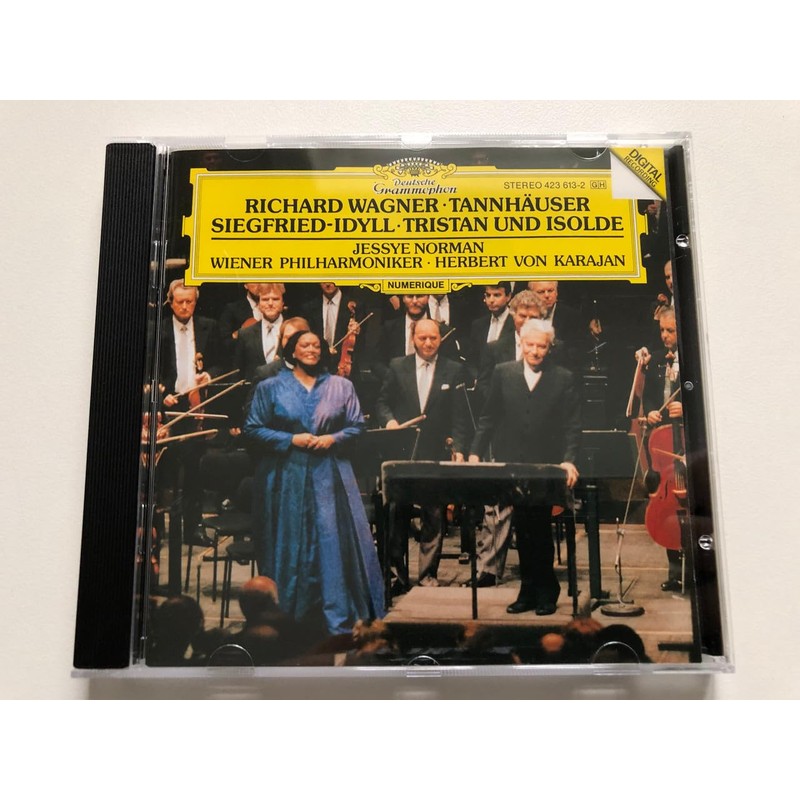 Deutsche
Grammophon
STEREO 423 613-2 GH
DIGITAL
RECORDING
RICHARD WAGNER · TANNHÄUSER
SIEGFRIED-IDYLL · TRISTAN UND ISOLDE
JESSYE NORMAN
WIENER PHILHARMONIKER · HERBERT VON KARAJAN
NUMERIQUE